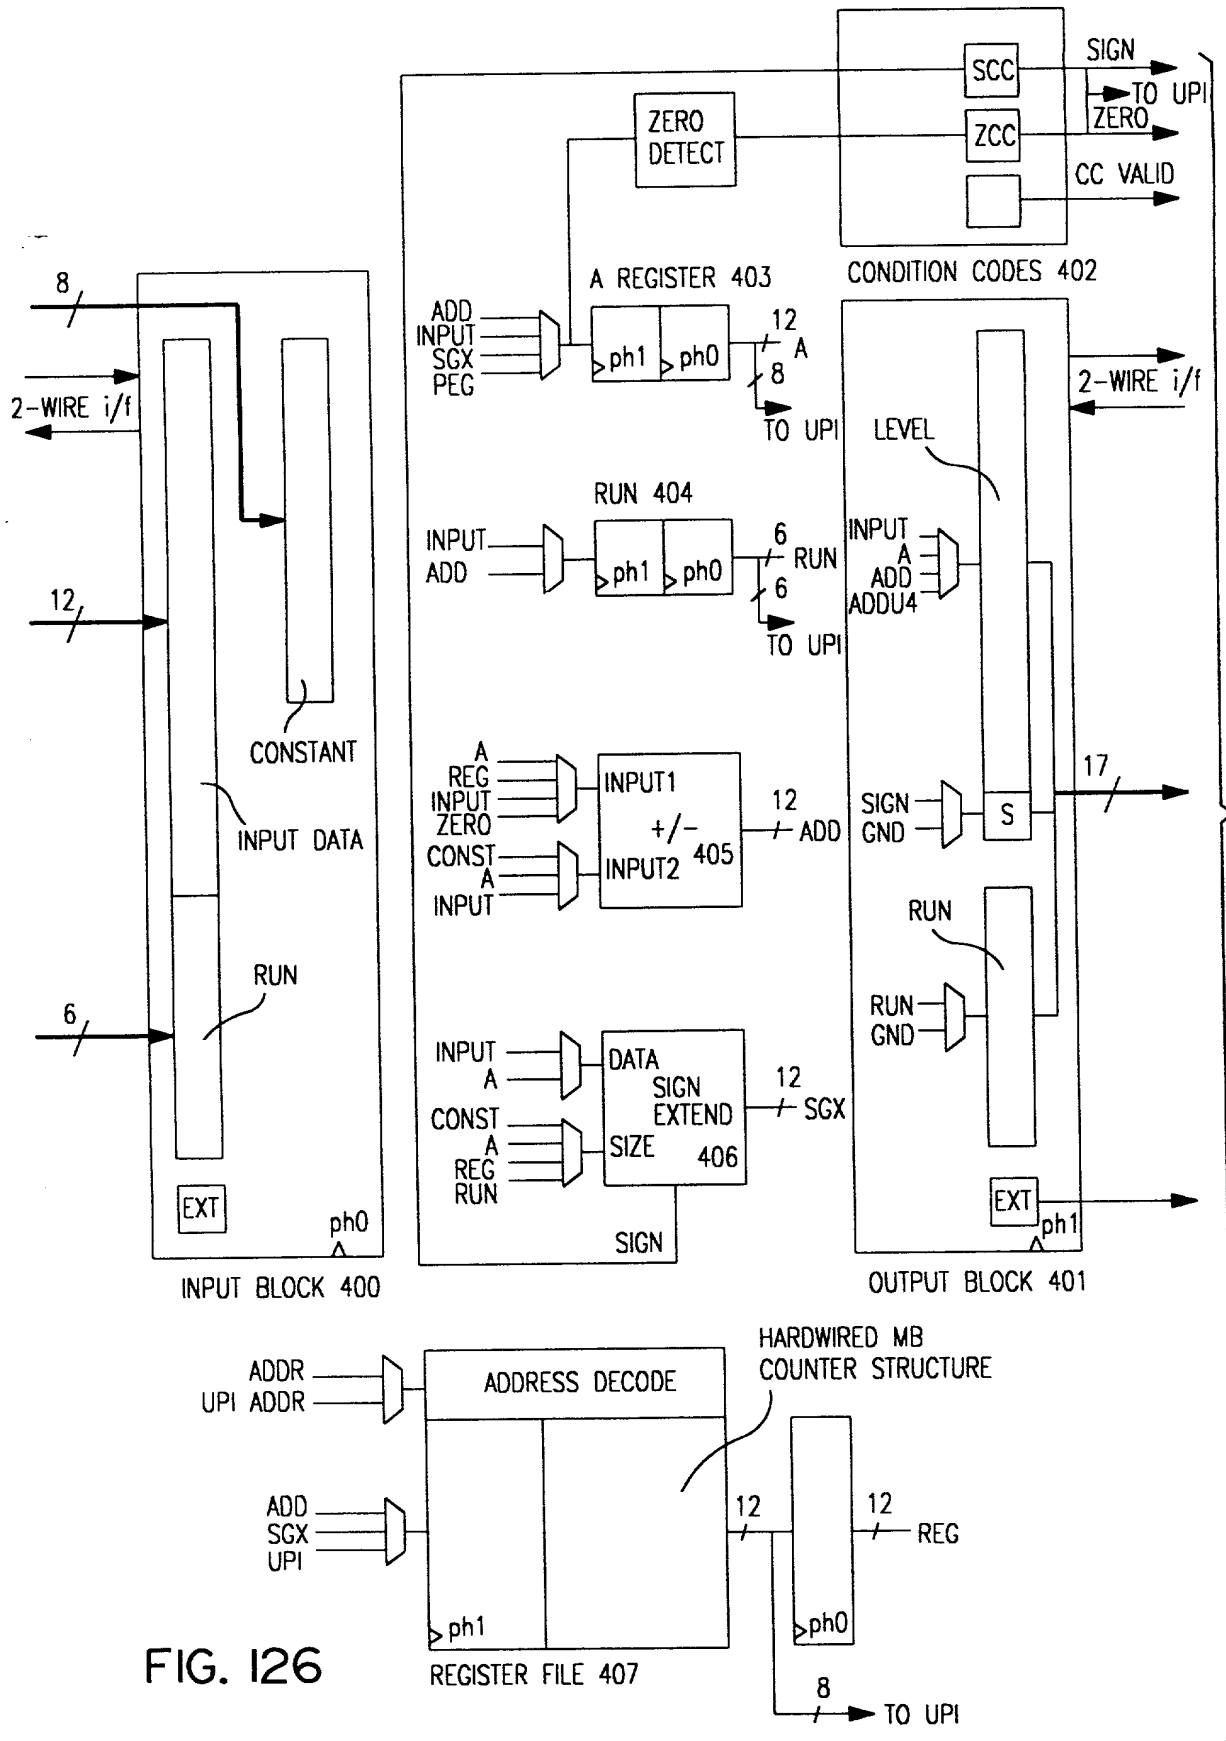 SIGN
SCC
TO UPI
ZERO
DETECT
ZERO
ZCC
CC VALID
CONDITION CODES 402
8
2-WIRE i/f
12
CONSTANT
INPUT DATA
RUN
6
EXT
ph0
INPUT BLOCK 400
A REGISTER 403
ADD
INPUT
SGX
PEG
ph1
ph0
12
A
8
TO UPI
RUN 404
INPUT
ADD
ph1
ph0
6
RUN
6
TO UPI
A
REG
INPUT
ZERO
CONST
A
INPUT
INPUT1
+/-
405
INPUT2
12
ADD
INPUT
A
CONST
A
REG
RUN
DATA
SIGN
EXTEND
SIZE
406
12
SGX
SIGN
2-WIRE i/f
LEVEL
INPUT
A
ADD
ADDU4
17
SIGN
GND
S
RUN
RUN
GND
EXT
ph1
OUTPUT BLOCK 401
HARDWIRED MB
COUNTER STRUCTURE
ADDR
UPI ADDR
ADDRESS DECODE
ADD
SGX
UPI
12
12
REG
ph1
ph0
REGISTER FILE 407
8
TO UPI
FIG. 126